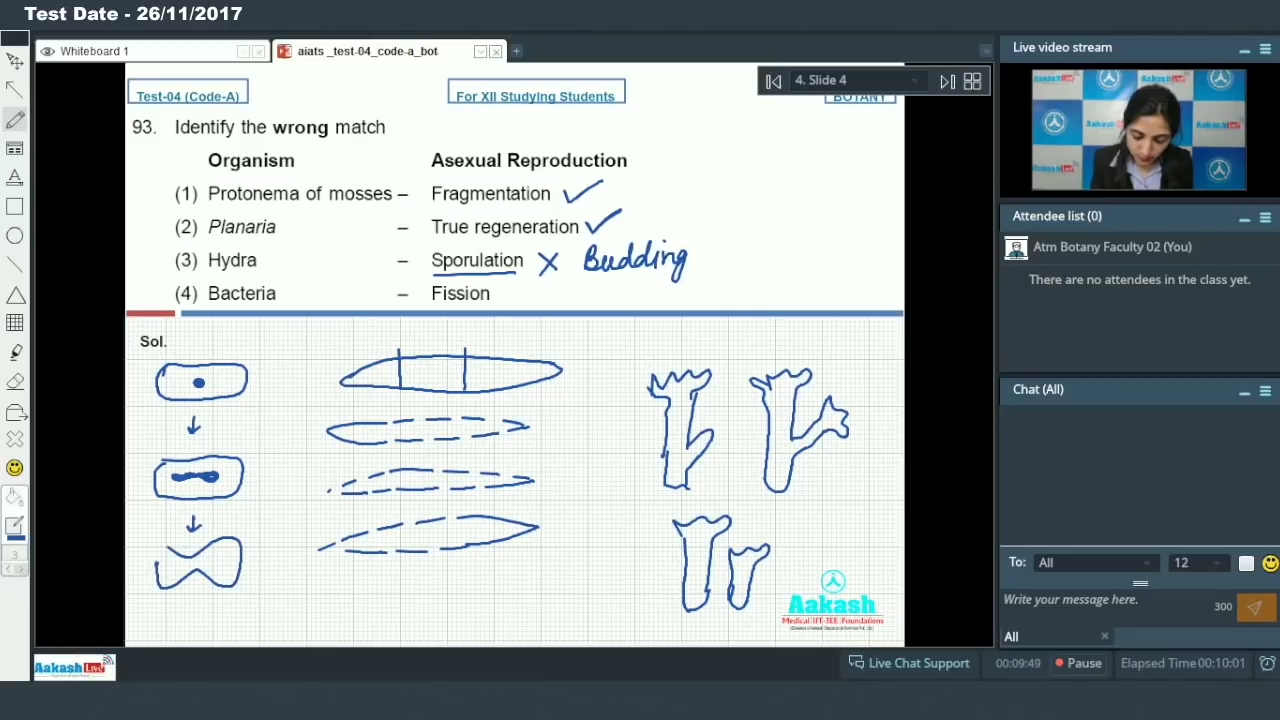 Test Date - 26/11/2017
Whiteboard 1
aiats _test-04_code-a_bot
Live video stream
4. Slide 4
Test-04 (Code-A)
For XII Studying Students
BOTANY
93. Identify the wrong match
Organism Asexual Reproduction
(1) Protonema of mosses – Fragmentation
(2) Planaria – True regeneration
(3) Hydra – Sporulation × Budding
(4) Bacteria – Fission
Sol.
Aakash
Medical|IIT-JEE|Foundations
Attendee list (0)
Atm Botany Faculty 02 (You)
There are no attendees in the class yet.
Chat (All)
To: All 12
Write your message here.
300
All
3
Aakash Live
Live Chat Support
00:09:49
Pause
Elapsed Time 00:10:01